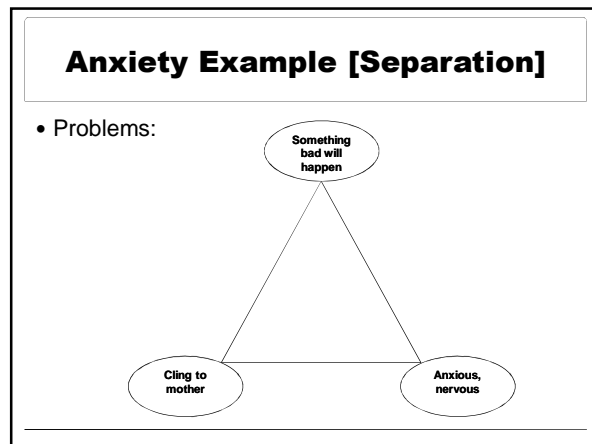 Anxiety Example [Separation]
• Problems:
Something
bad will
happen
Cling to
mother
Anxious,
nervous